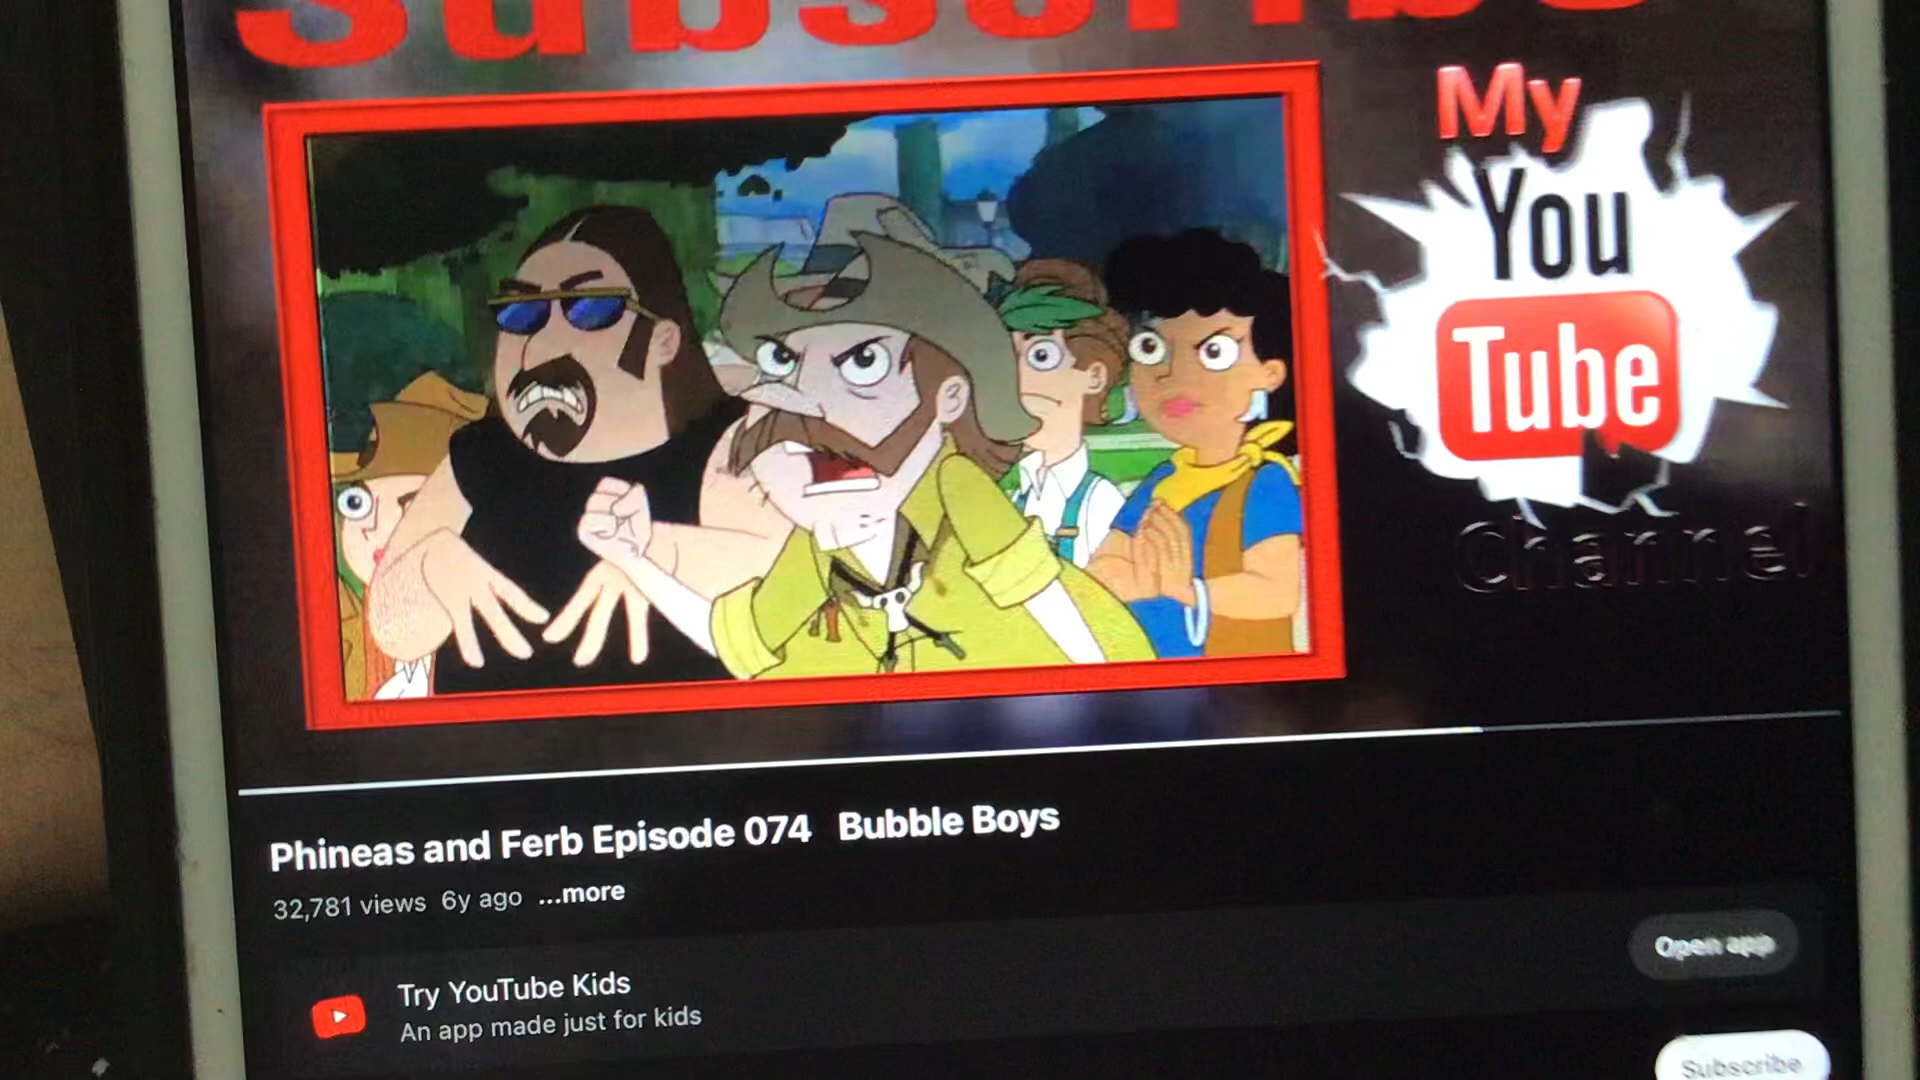 Subscribe
My
You
Tube
Channel
Phineas and Ferb Episode 074 Bubble Boys
32,781 views 6y ago ...more
Open app
Try YouTube Kids
An app made just for kids
Subscribe